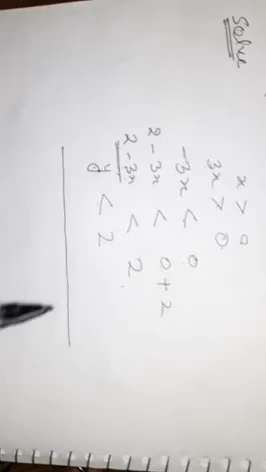 Solve
x > 0
3x > 0
-3x < 0
2 - 3x < 0 + 2
2 - 3x < 2.
y < 2